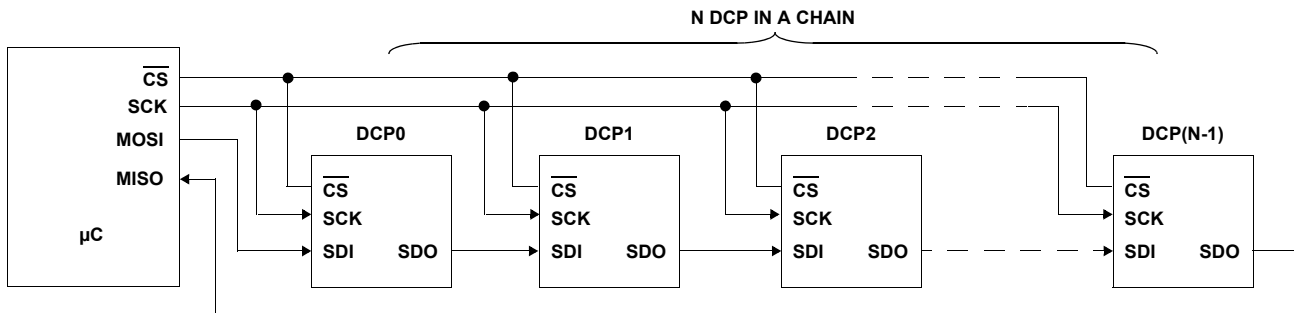 N DCP IN A CHAIN
CS
SCK
MOSI
MISO
µC
DCP0
CS
SCK
SDI SDO
DCP1
CS
SCK
SDI SDO
DCP2
CS
SCK
SDI SDO
DCP(N-1)
CS
SCK
SDI SDO